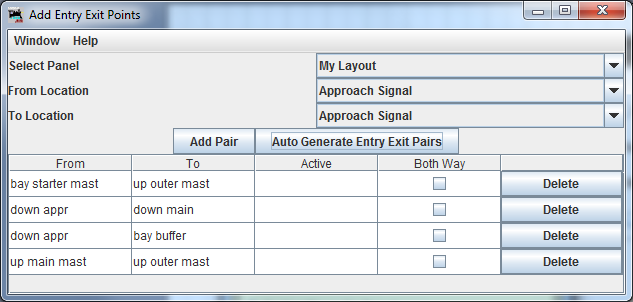 Add Entry Exit Points
Window Help
Select Panel My Layout
From Location Approach Signal
To Location Approach Signal
Add Pair Auto Generate Entry Exit Pairs
From To Active Both Way
bay starter mast up outer mast Delete
down appr down main Delete
down appr bay buffer Delete
up main mast up outer mast Delete